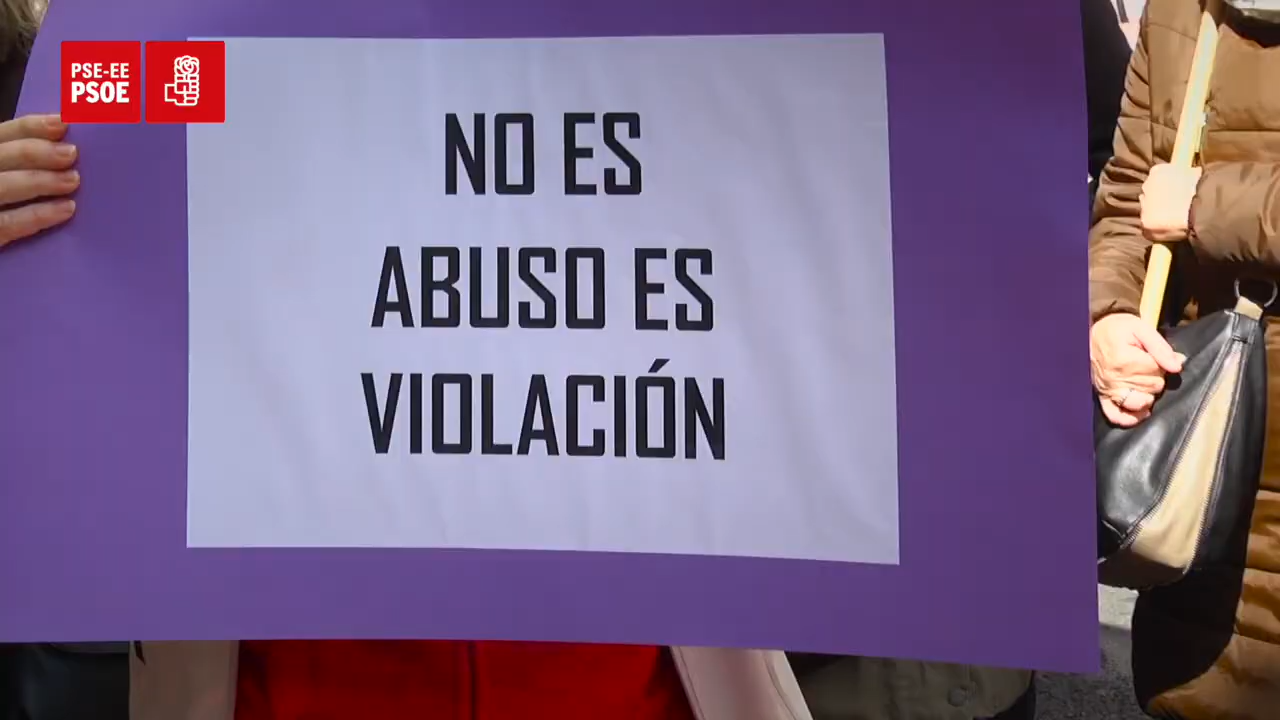 PSE-EE
PSOE
NO ES
ABUSO ES
VIOLACIÓN